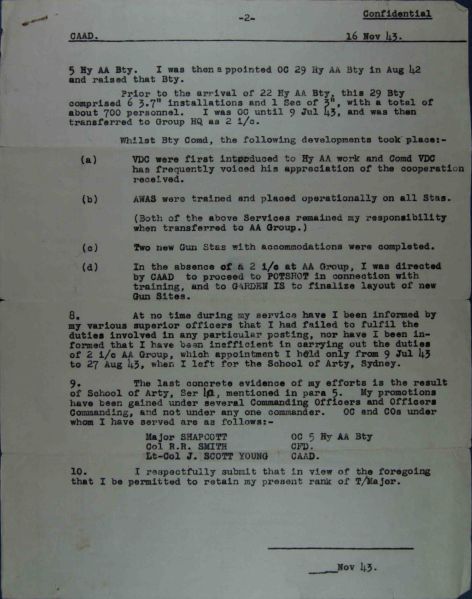 Confidential
-2-
CAAD.
16 Nov 43.
5 Hy AA Bty. I was then appointed OC 29 Hy AA Bty in Aug 42
and raised that Bty.
Prior to the arrival of 22 Hy AA Bty, this 29 Bty
comprised 6 3.7" installations and 1 Sec of 3", with a total of
about 700 personnel. I was OC until 9 Jul 43, and was then
transferred to Group HQ as 2 i/c.
Whilst Bty Comd, the following developments took place:-
(a) VDC were first introduced to Hy AA work and Comd VDC
has frequently voiced his appreciation of the cooperation
received.
(b) AWAS were trained and placed operationally on all Stas.
(Both of the above Services remained my responsibility
when transferred to AA Group.)
(c) Two new Gun Stas with accommodations were completed.
(d) In the absence of a 2 i/c at AA Group, I was directed
by CAAD to proceed to POTSHOT in connection with
training, and to GARDEN IS to finalize layout of new
Gun Sites.
8. At no time during my service have I been informed by
my various superior officers that I had failed to fulfil the
duties involved in any particular posting, nor have I been in-
formed that I have been inefficient in carrying out the duties
of 2 i/c AA Group, which appointment I held only from 9 Jul 43
to 27 Aug 43, when I left for the School of Arty, Sydney.
9. The last concrete evidence of my efforts is the result
of School of Arty, Ser, mentioned in para 5. My promotions
have been gained under several Commanding Officers and Officers
Commanding, and not under any one commander. OC and COs under
whom I have served are as follows:-
Major SHAPCOTT OC 5 Hy AA Bty
Col R.R. SMITH CFD.
Lt-Col J. SCOTT YOUNG CAAD.
10. I respectfully submit that in view of the foregoing
that I be permitted to retain my present rank of T/Major.
Nov 43.